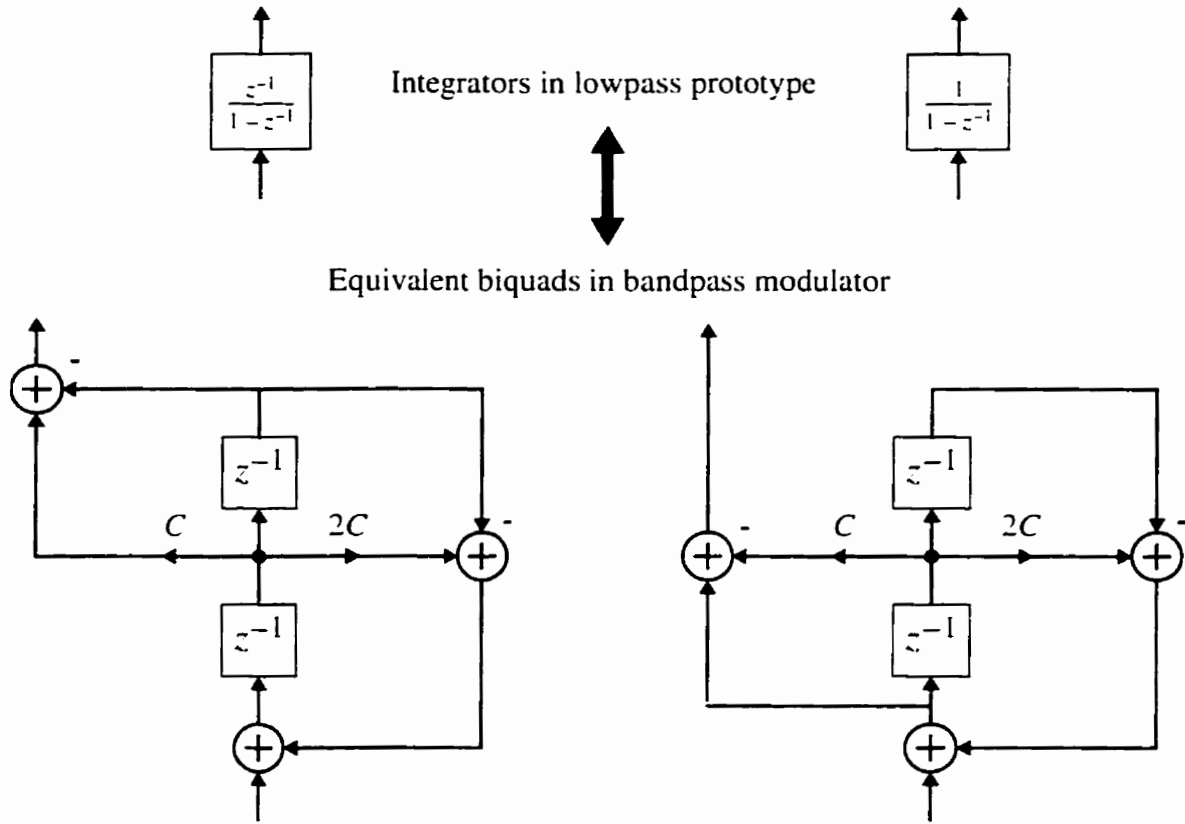 z⁻¹
1 − z⁻¹
Integrators in lowpass prototype
1
1 − z⁻¹
Equivalent biquads in bandpass modulator
-
+
z⁻¹
C
2C
-
+
z⁻¹
+
z⁻¹
-
C
2C
-
+
+
z⁻¹
+